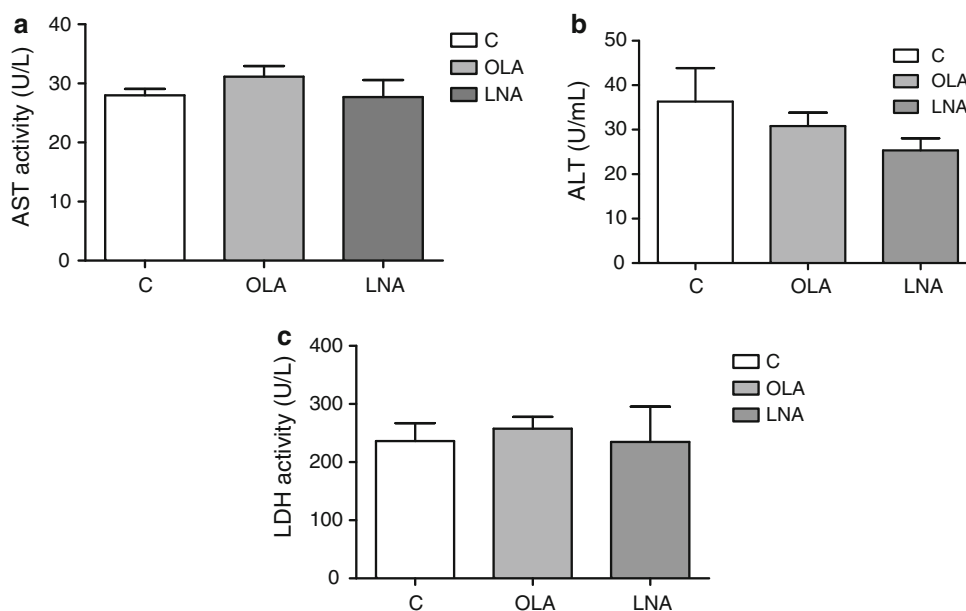 a
AST activity (U/L)
40
30
20
10
0
C
OLA
LNA
C
OLA
LNA
b
ALT (U/mL)
50
40
30
20
10
0
C
OLA
LNA
C
OLA
LNA
c
LDH activity (U/L)
400
300
200
100
0
C
OLA
LNA
C
OLA
LNA